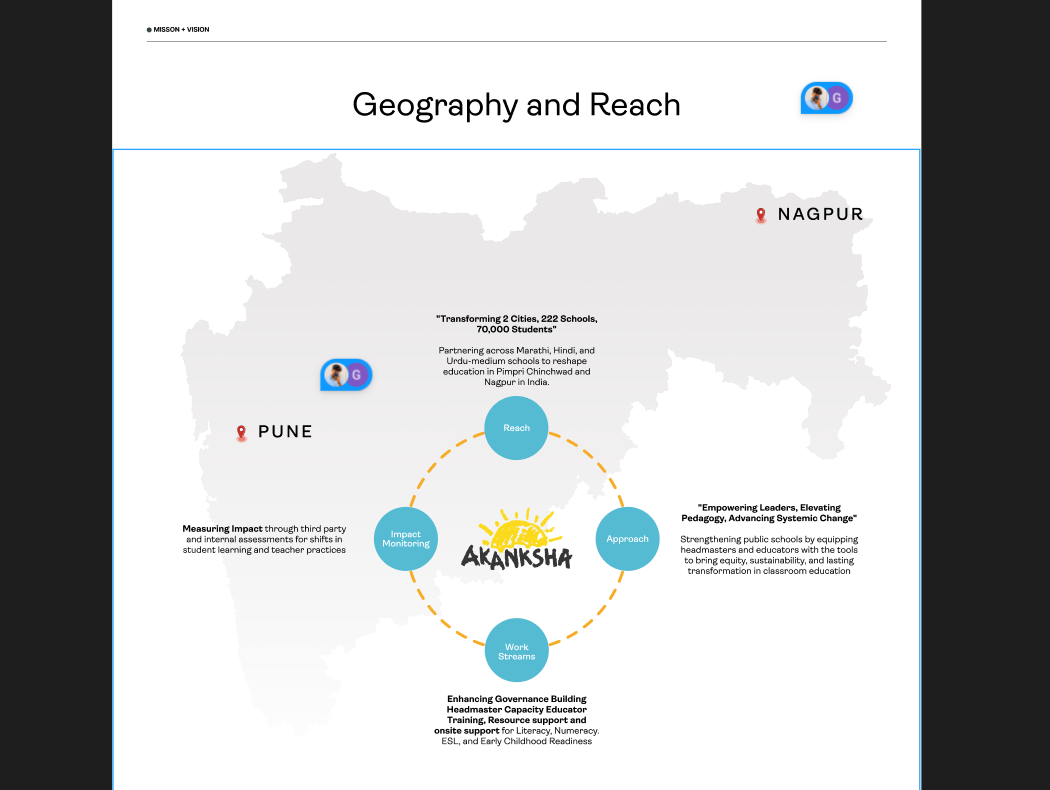 MISSON + VISION
Geography and Reach
G
NAGPUR
"Transforming 2 Cities, 222 Schools,
70,000 Students"
Partnering across Marathi, Hindi, and
Urdu-medium schools to reshape
education in Pimpri Chinchwad and
Nagpur in India.
G
PUNE
Reach
Measuring Impact through third party
and internal assessments for shifts in
student learning and teacher practices
Impact
Monitoring
AKANKSHA
Approach
"Empowering Leaders, Elevating
Pedagogy, Advancing Systemic Change"
Strengthening public schools by equipping
headmasters and educators with the tools
to bring equity, sustainability, and lasting
transformation in classroom education
Work
Streams
Enhancing Governance Building
Headmaster Capacity Educator
Training, Resource support and
onsite support for Literacy, Numeracy.
ESL, and Early Childhood Readiness